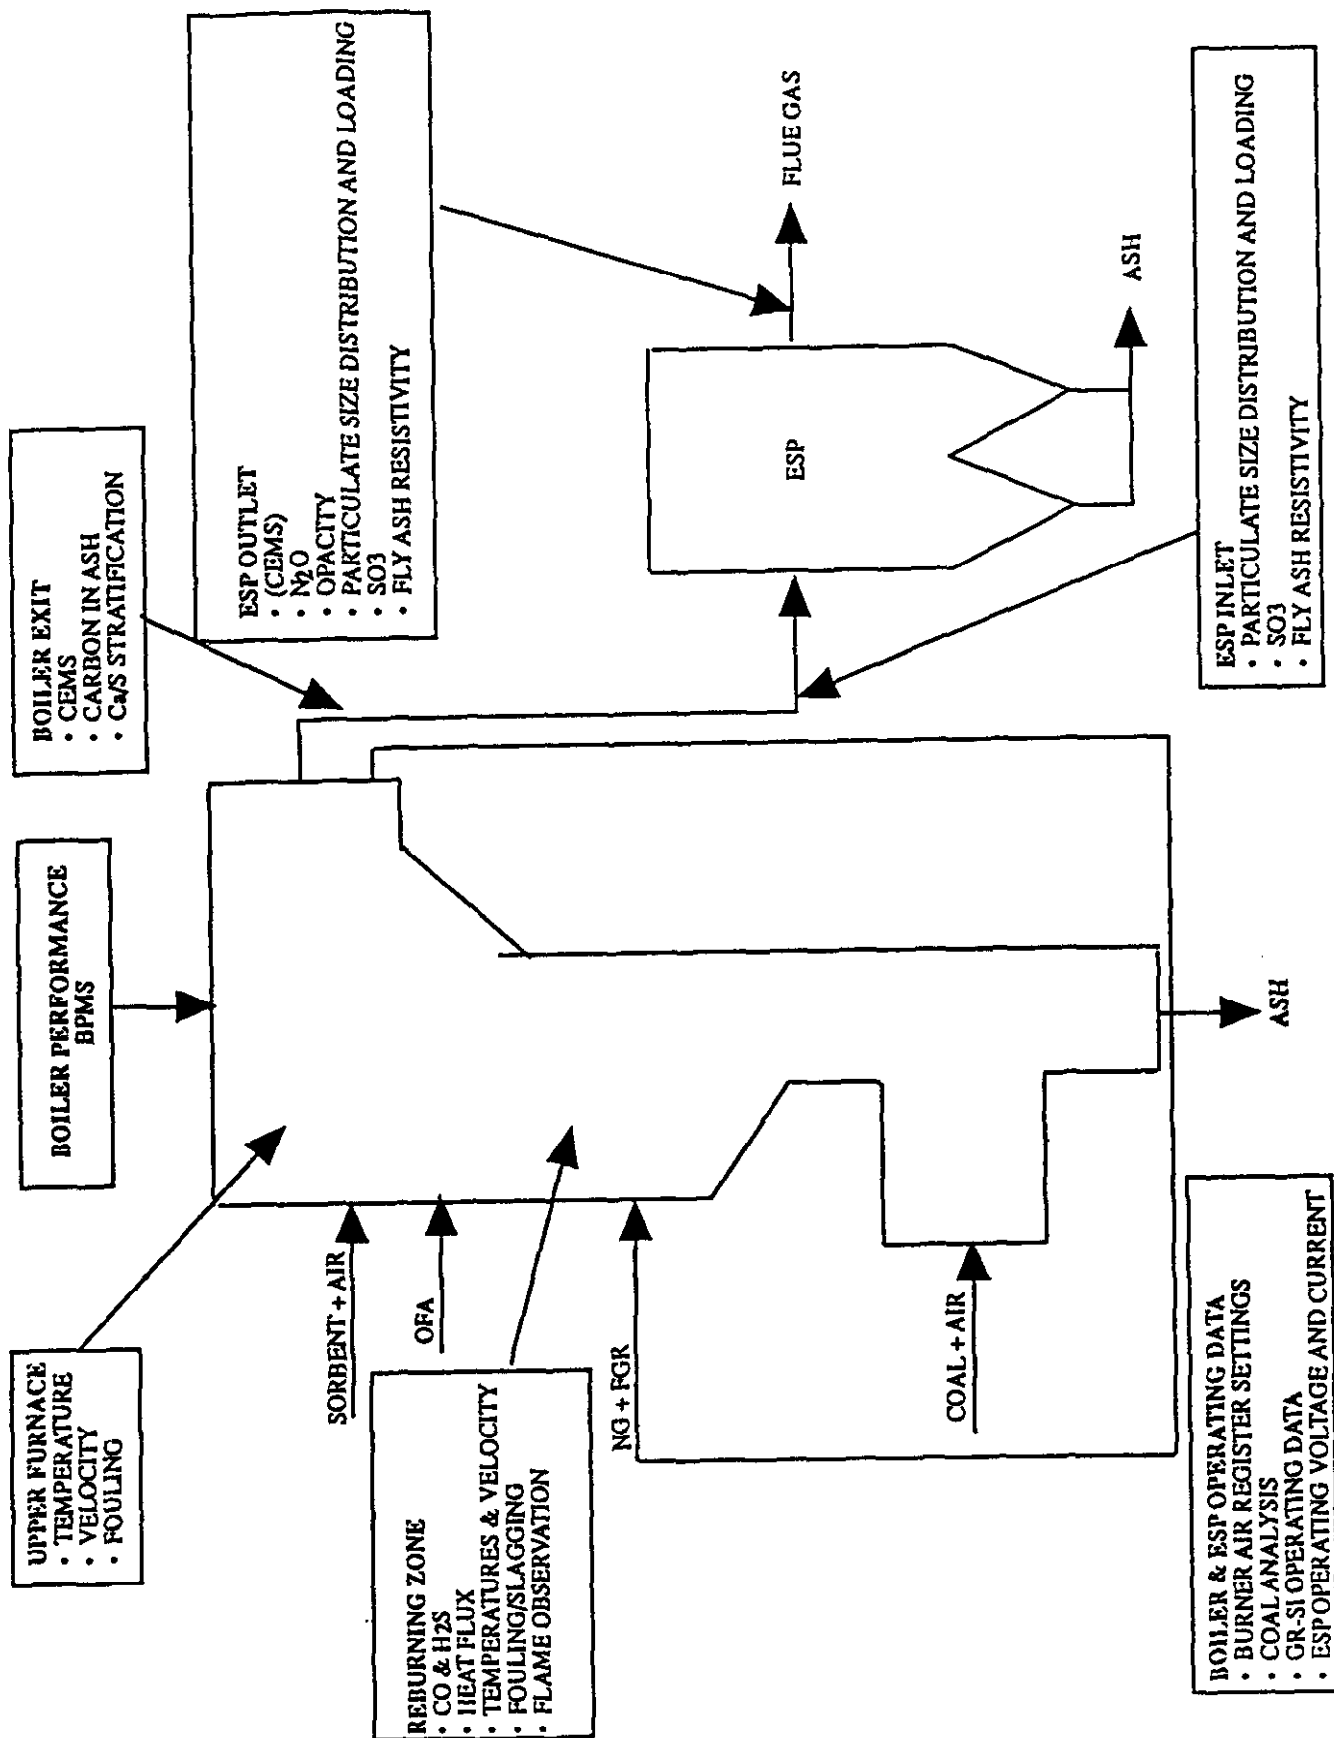 UPPER FURNACE
• TEMPERATURE
• VELOCITY
• FOULING
BOILER PERFORMANCE
BPMS
BOILER EXIT
• CEMS
• CARBON IN ASH
• Ca/S STRATIFICATION
ESP OUTLET
• (CEMS)
• N2O
• OPACITY
• PARTICULATE SIZE DISTRIBUTION AND LOADING
• SO3
• FLY ASH RESISTIVITY
SORBENT + AIR
OFA
REBURNING ZONE
• CO & H2S
• HEAT FLUX
• TEMPERATURES & VELOCITY
• FOULING/SLAGGING
• FLAME OBSERVATION
NG + FGR
COAL + AIR
ESP
FLUE GAS
ASH
ASH
BOILER & ESP OPERATING DATA
• BURNER AIR REGISTER SETTINGS
• COAL ANALYSIS
• GR-SI OPERATING DATA
• ESP OPERATING VOLTAGE AND CURRENT
ESP INLET
• PARTICULATE SIZE DISTRIBUTION AND LOADING
• SO3
• FLY ASH RESISTIVITY